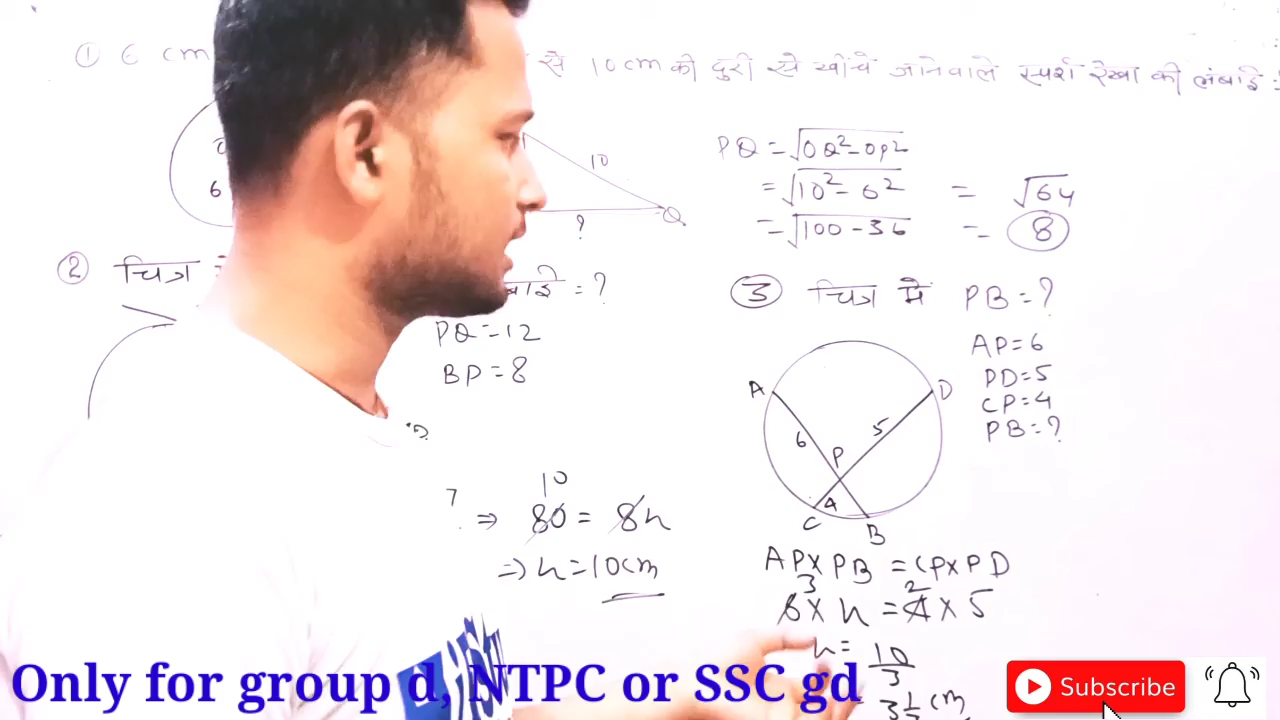 ① 6 cm से 10cm की दुरी से खींचे जानेवाले स्पर्श रेखा की लंबाई :
6
10
?
Q
PQ = √OQ²-OP²
= √10²- 6² = √64
= √100-36 = 8
② चित्र
लंबाई = ?
PQ = 12
BP = 8
⇒ 80 = 8x
10
⇒ x = 10cm
③ चित्र में PB = ?
AP = 6
PD = 5
CP = 4
PB = ?
A
D
6
5
P
4
C
B
AP x PB = CP x PD
3
2
6 x x = 4 x 5
x = 10/3
3 1/3 cm
Only for group d, NTPC or SSC gd
Subscribe